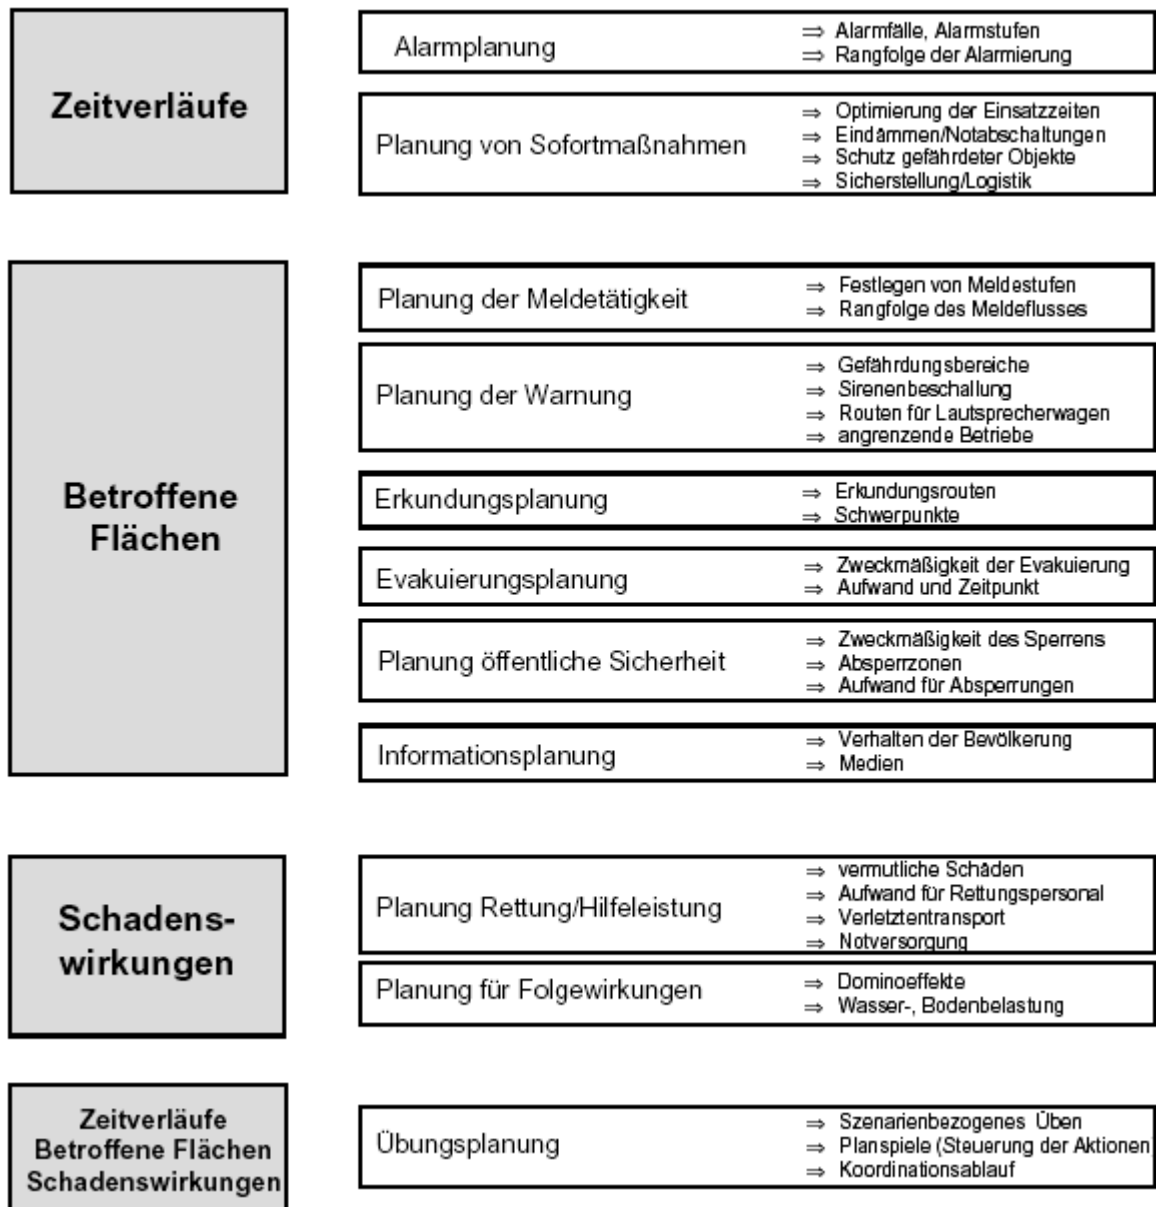 Zeitverläufe
Alarmplanung
⇒ Alarmfälle, Alarmstufen
⇒ Rangfolge der Alarmierung
Planung von Sofortmaßnahmen
⇒ Optimierung der Einsatzzeiten
⇒ Eindämmen/Notabschaltungen
⇒ Schutz gefährdeter Objekte
⇒ Sicherstellung/Logistik
Betroffene
Flächen
Planung der Meldetätigkeit
⇒ Festlegen von Meldestufen
⇒ Rangfolge des Meldeflusses
Planung der Warnung
⇒ Gefährdungsbereiche
⇒ Sirenenbeschallung
⇒ Routen für Lautsprecherwagen
⇒ angrenzende Betriebe
Erkundungsplanung
⇒ Erkundungsrouten
⇒ Schwerpunkte
Evakuierungsplanung
⇒ Zweckmäßigkeit der Evakuierung
⇒ Aufwand und Zeitpunkt
Planung öffentliche Sicherheit
⇒ Zweckmäßigkeit des Sperrens
⇒ Absperrzonen
⇒ Aufwand für Absperrungen
Informationsplanung
⇒ Verhalten der Bevölkerung
⇒ Medien
Schadens-
wirkungen
Planung Rettung/Hilfeleistung
⇒ vermutliche Schäden
⇒ Aufwand für Rettungspersonal
⇒ Verletztentransport
⇒ Notversorgung
Planung für Folgewirkungen
⇒ Dominoeffekte
⇒ Wasser-, Bodenbelastung
Zeitverläufe
Betroffene Flächen
Schadenswirkungen
Übungsplanung
⇒ Szenarienbezogenes Üben
⇒ Planspiele (Steuerung der Aktionen
⇒ Koordinationsablauf